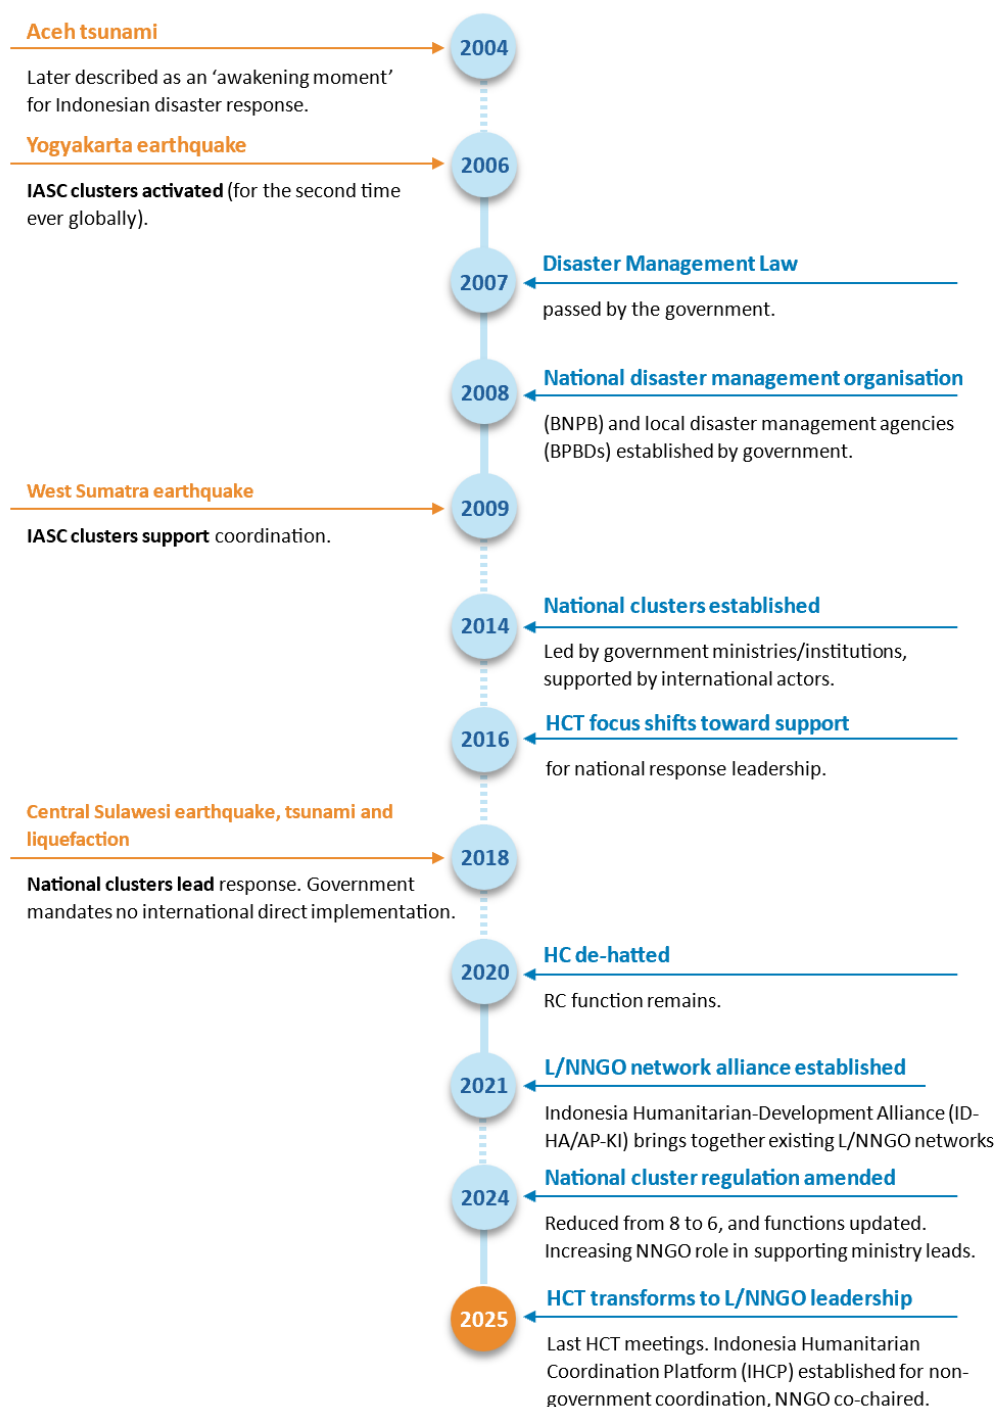 Aceh tsunami
2004
Later described as an ‘awakening moment’
for Indonesian disaster response.
Yogyakarta earthquake
2006
IASC clusters activated (for the second time
ever globally).
Disaster Management Law
2007
passed by the government.
National disaster management organisation
2008
(BNPB) and local disaster management agencies
(BPBDs) established by government.
West Sumatra earthquake
2009
IASC clusters support coordination.
National clusters established
2014
Led by government ministries/institutions,
supported by international actors.
HCT focus shifts toward support
2016
for national response leadership.
Central Sulawesi earthquake, tsunami and
liquefaction
2018
National clusters lead response. Government
mandates no international direct implementation.
HC de-hatted
2020
RC function remains.
L/NNGO network alliance established
2021
Indonesia Humanitarian-Development Alliance (ID-
HA/AP-KI) brings together existing L/NNGO networks
National cluster regulation amended
2024
Reduced from 8 to 6, and functions updated.
Increasing NNGO role in supporting ministry leads.
HCT transforms to L/NNGO leadership
2025
Last HCT meetings. Indonesia Humanitarian
Coordination Platform (IHCP) established for non-
government coordination, NNGO co-chaired.